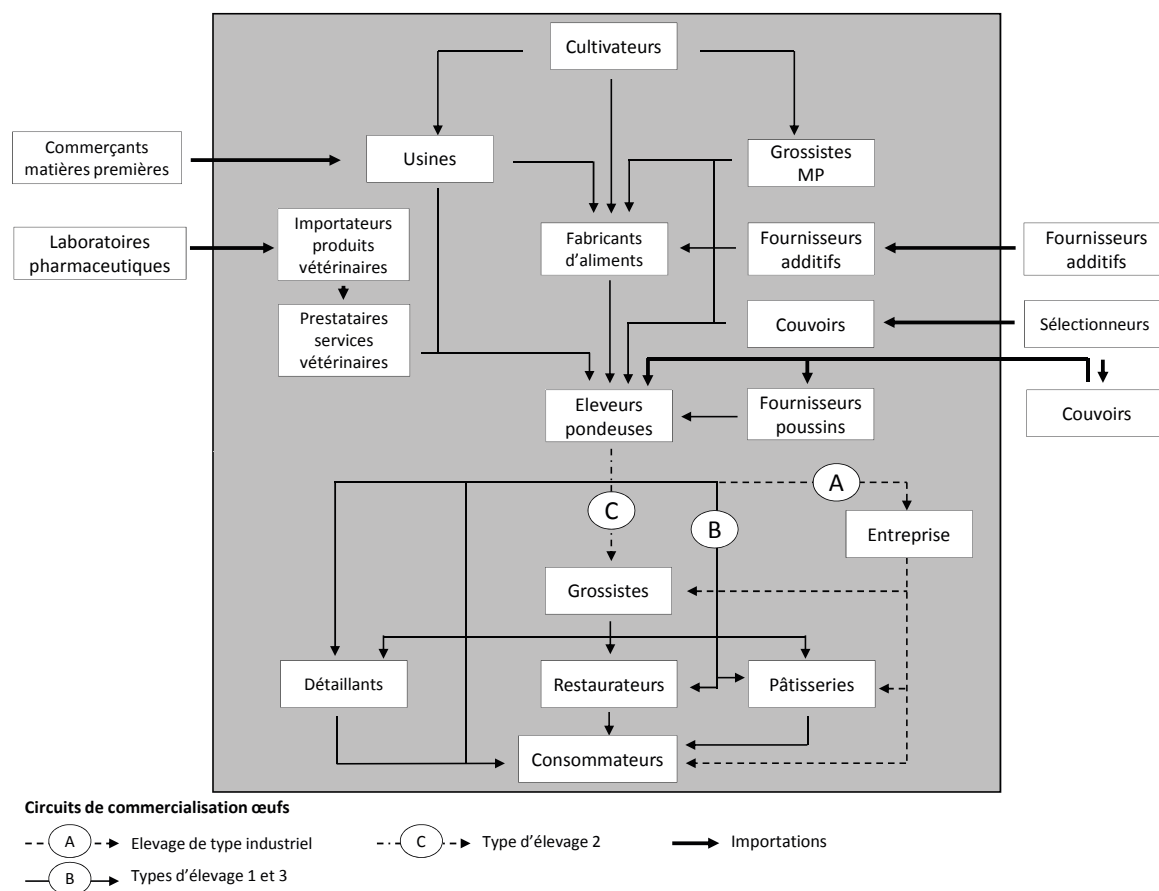 Cultivateurs
Commerçants
matières premières
Usines
Grossistes
MP
Laboratoires
pharmaceutiques
Importateurs
produits
vétérinaires
Fabricants
d'aliments
Fournisseurs
additifs
Fournisseurs
additifs
Prestataires
services
vétérinaires
Couvoirs
Sélectionneurs
Eleveurs
pondeuses
Fournisseurs
poussins
Couvoirs
A
C
B
Entreprise
Grossistes
Détaillants
Restaurateurs
Pâtisseries
Consommateurs
Circuits de commercialisation œufs
A Elevage de type industriel
C Type d'élevage 2
Importations
B Types d'élevage 1 et 3